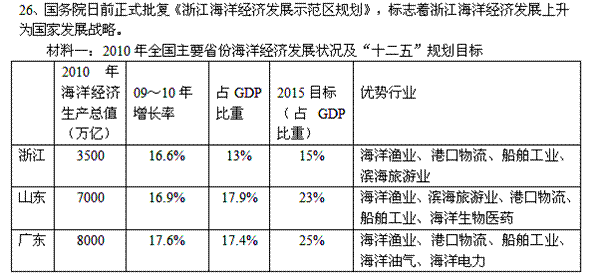 26、国务院日前正式批复《浙江海洋经济发展示范区规划》，标志着浙江海洋经济发展上升
为国家发展战略。
材料一：2010 年全国主要省份海洋经济发展状况及“十二五”规划目标
2010 年海洋经济生产总值（万亿） 09～10 年增长率 占 GDP 比重 2015 目标（占 GDP 比重） 优势行业
浙江 3500 16.6% 13% 15% 海洋渔业、港口物流、船舶工业、
滨海旅游业
山东 7000 16.9% 17.9% 23% 海洋渔业、滨海旅游业、港口物流、
船舶工业、海洋生物医药
广东 8000 17.6% 17.4% 25% 海洋渔业、港口物流、船舶工业、
海洋油气、海洋电力